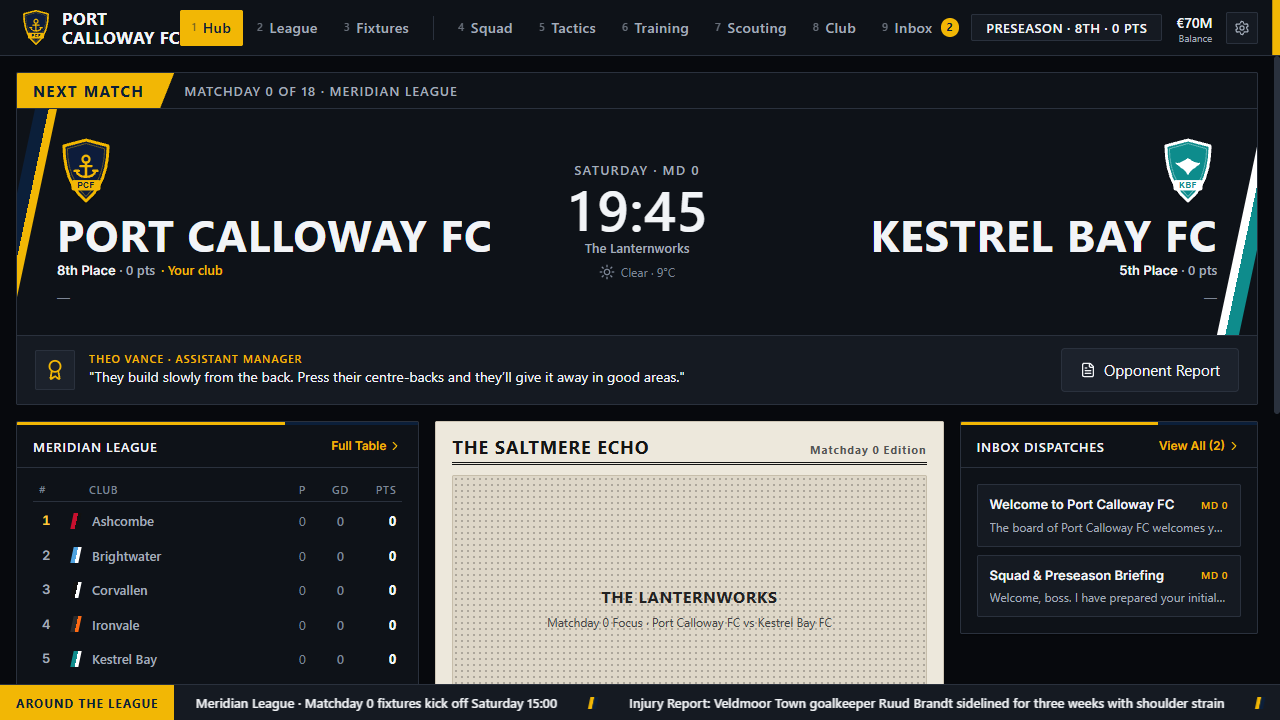 PORT
CALLOWAY FC
1 Hub
2 League
3 Fixtures
4 Squad
5 Tactics
6 Training
7 Scouting
8 Club
9 Inbox 2
PRESEASON · 8TH · 0 PTS
€70M
Balance
NEXT MATCH
MATCHDAY 0 OF 18 · MERIDIAN LEAGUE
PCF
PORT CALLOWAY FC
8th Place · 0 pts · Your club
—
SATURDAY · MD 0
19:45
The Lanternworks
Clear · 9°C
KBF
KESTREL BAY FC
5th Place · 0 pts
—
THEO VANCE · ASSISTANT MANAGER
"They build slowly from the back. Press their centre-backs and they'll give it away in good areas."
Opponent Report
MERIDIAN LEAGUE
Full Table
# CLUB P GD PTS
1 Ashcombe 0 0 0
2 Brightwater 0 0 0
3 Corvallen 0 0 0
4 Ironvale 0 0 0
5 Kestrel Bay 0 0 0
THE SALTMERE ECHO
Matchday 0 Edition
THE LANTERNWORKS
Matchday 0 Focus · Port Calloway FC vs Kestrel Bay FC
INBOX DISPATCHES
View All (2)
Welcome to Port Calloway FC MD 0
The board of Port Calloway FC welcomes y...
Squad & Preseason Briefing MD 0
Welcome, boss. I have prepared your initial...
AROUND THE LEAGUE
Meridian League · Matchday 0 fixtures kick off Saturday 15:00
Injury Report: Veldmoor Town goalkeeper Ruud Brandt sidelined for three weeks with shoulder strain